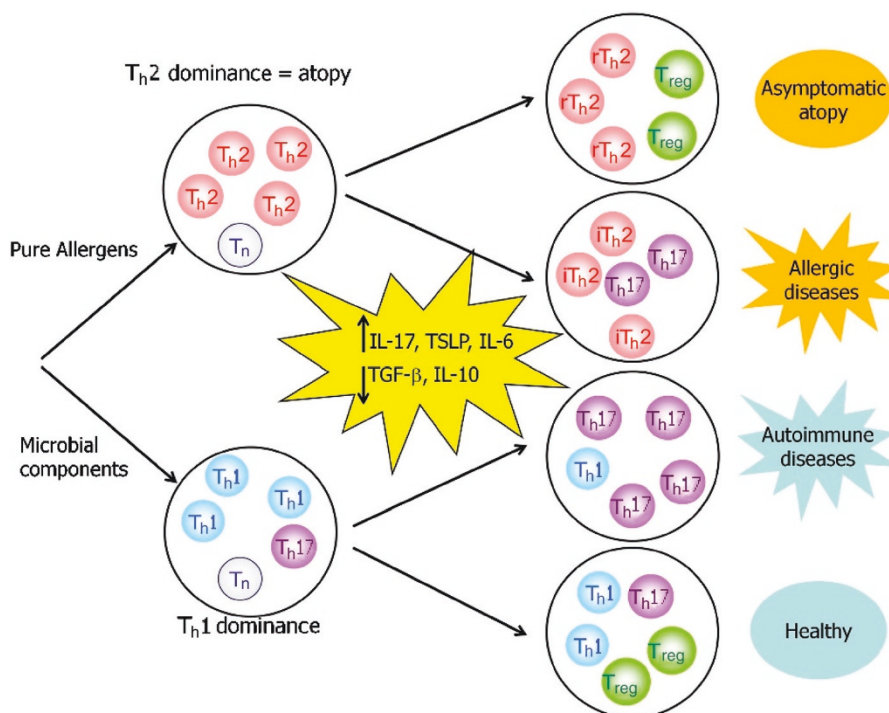 Th2 dominance = atopy
Th2
Th2
Th2
Th2
Tn
Pure Allergens
Microbial
components
Th1
Th1
Th1
Th17
Tn
Th1 dominance
IL-17, TSLP, IL-6
TGF-β, IL-10
rTh2
Treg
rTh2
Treg
rTh2
Asymptomatic
atopy
iTh2
Th17
iTh2
Th17
iTh2
Allergic
diseases
Th17
Th17
Th1
Th17
Th17
Autoimmune
diseases
Th1
Th17
Th1
Treg
Treg
Healthy